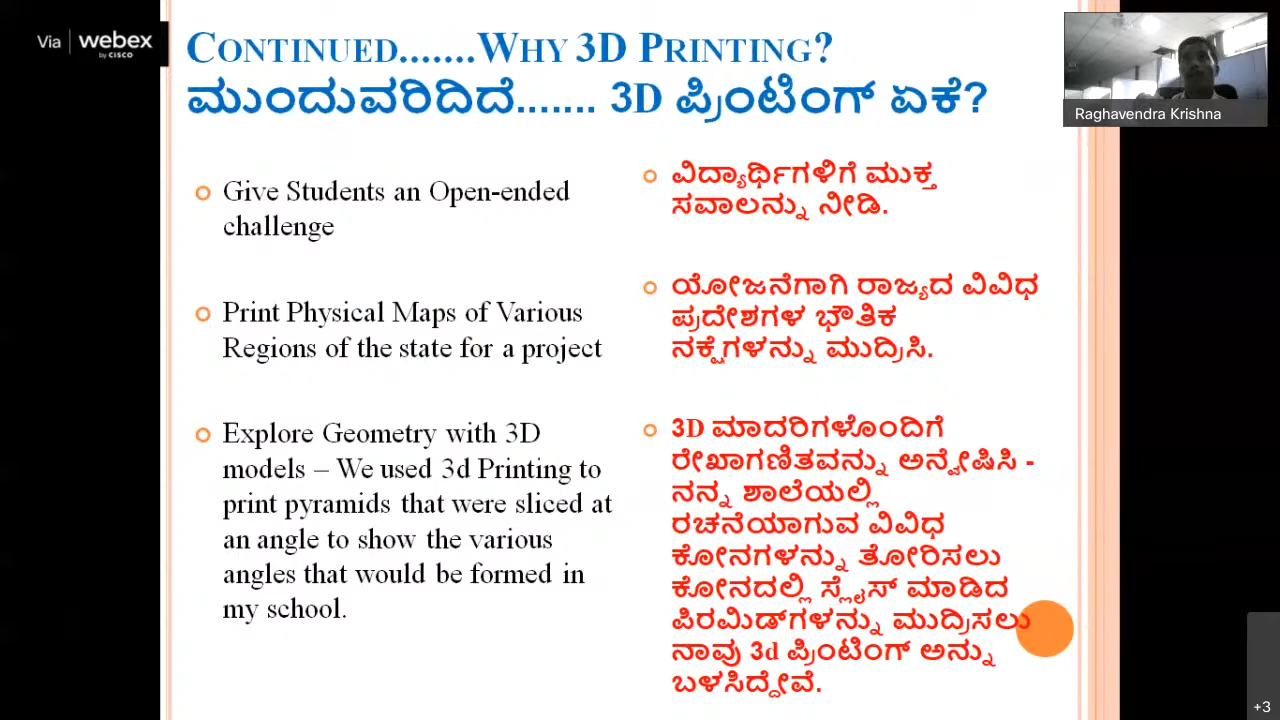 Via webex
by CISCO
CONTINUED.......WHY 3D PRINTING?
ಮುಂದುವರಿದಿದೆ....... 3D ಪ್ರಿಂಟಿಂಗ್ ಏಕೆ?
Raghavendra Krishna
Give Students an Open-ended
challenge
Print Physical Maps of Various
Regions of the state for a project
Explore Geometry with 3D
models – We used 3d Printing to
print pyramids that were sliced at
an angle to show the various
angles that would be formed in
my school.
ವಿದ್ಯಾರ್ಥಿಗಳಿಗೆ ಮುಕ್ತ
ಸವಾಲನ್ನು ನೀಡಿ.
ಯೋಜನೆಗಾಗಿ ರಾಜ್ಯದ ವಿವಿಧ
ಪ್ರದೇಶಗಳ ಭೌತಿಕ
ನಕ್ಷೆಗಳನ್ನು ಮುದ್ರಿಸಿ.
3D ಮಾದರಿಗಳೊಂದಿಗೆ
ರೇಖಾಗಣಿತವನ್ನು ಅನ್ವೇಷಿಸಿ -
ನನ್ನ ಶಾಲೆಯಲ್ಲಿ
ರಚನೆಯಾಗುವ ವಿವಿಧ
ಕೋನಗಳನ್ನು ತೋರಿಸಲು
ಕೋನದಲ್ಲಿ ಸ್ಲೈಸ್ ಮಾಡಿದ
ಪಿರಮಿಡ್‌ಗಳನ್ನು ಮುದ್ರಿಸಲು
ನಾವು 3d ಪ್ರಿಂಟಿಂಗ್ ಅನ್ನು
ಬಳಸಿದ್ದೇವೆ.
+3